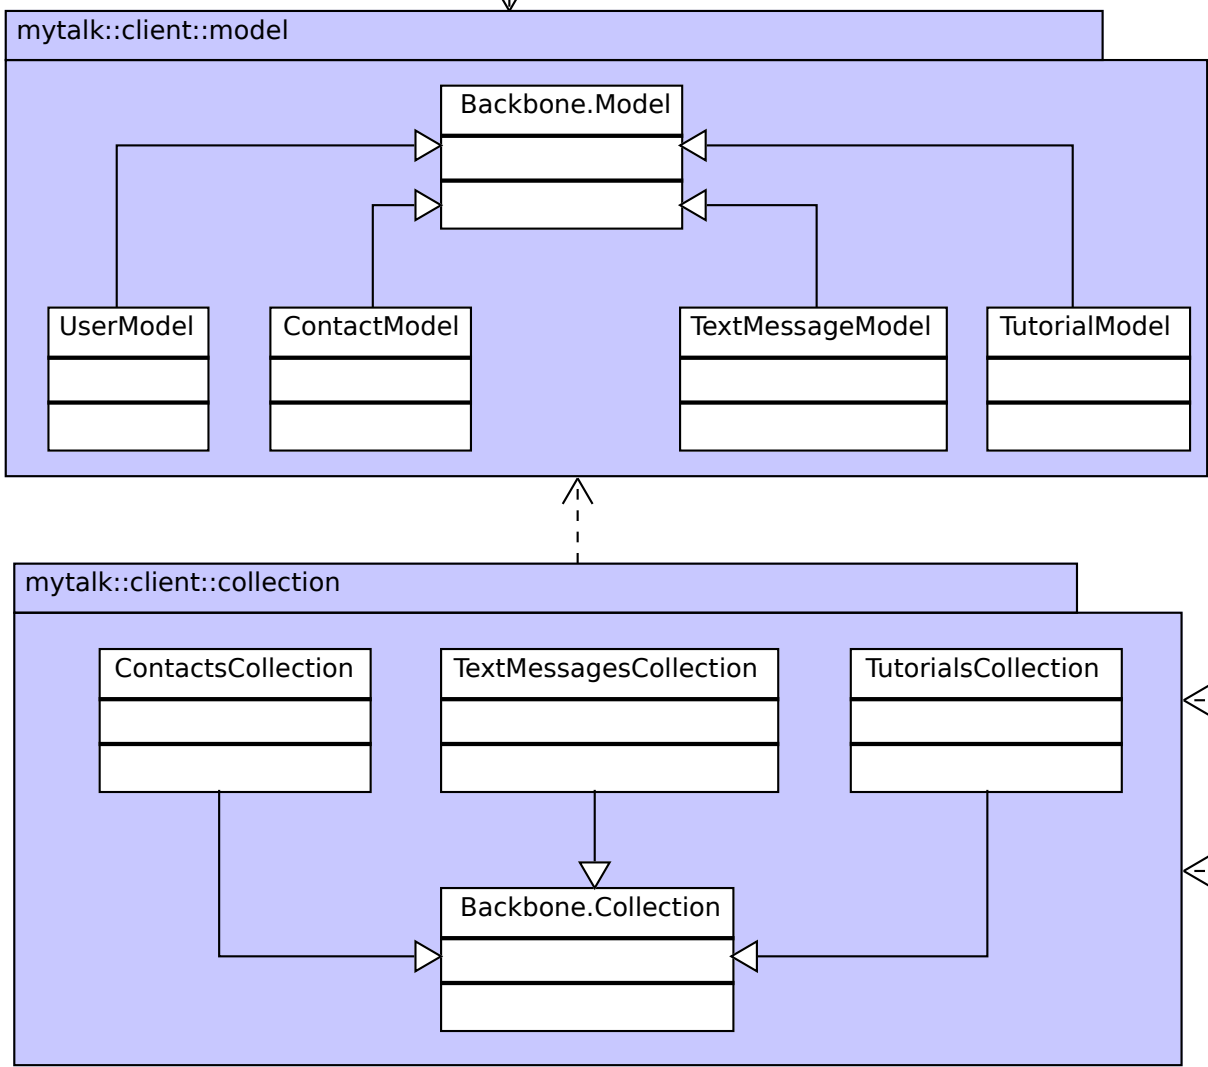 mytalk::client::model
Backbone.Model
UserModel
ContactModel
TextMessageModel
TutorialModel
mytalk::client::collection
ContactsCollection
TextMessagesCollection
TutorialsCollection
Backbone.Collection